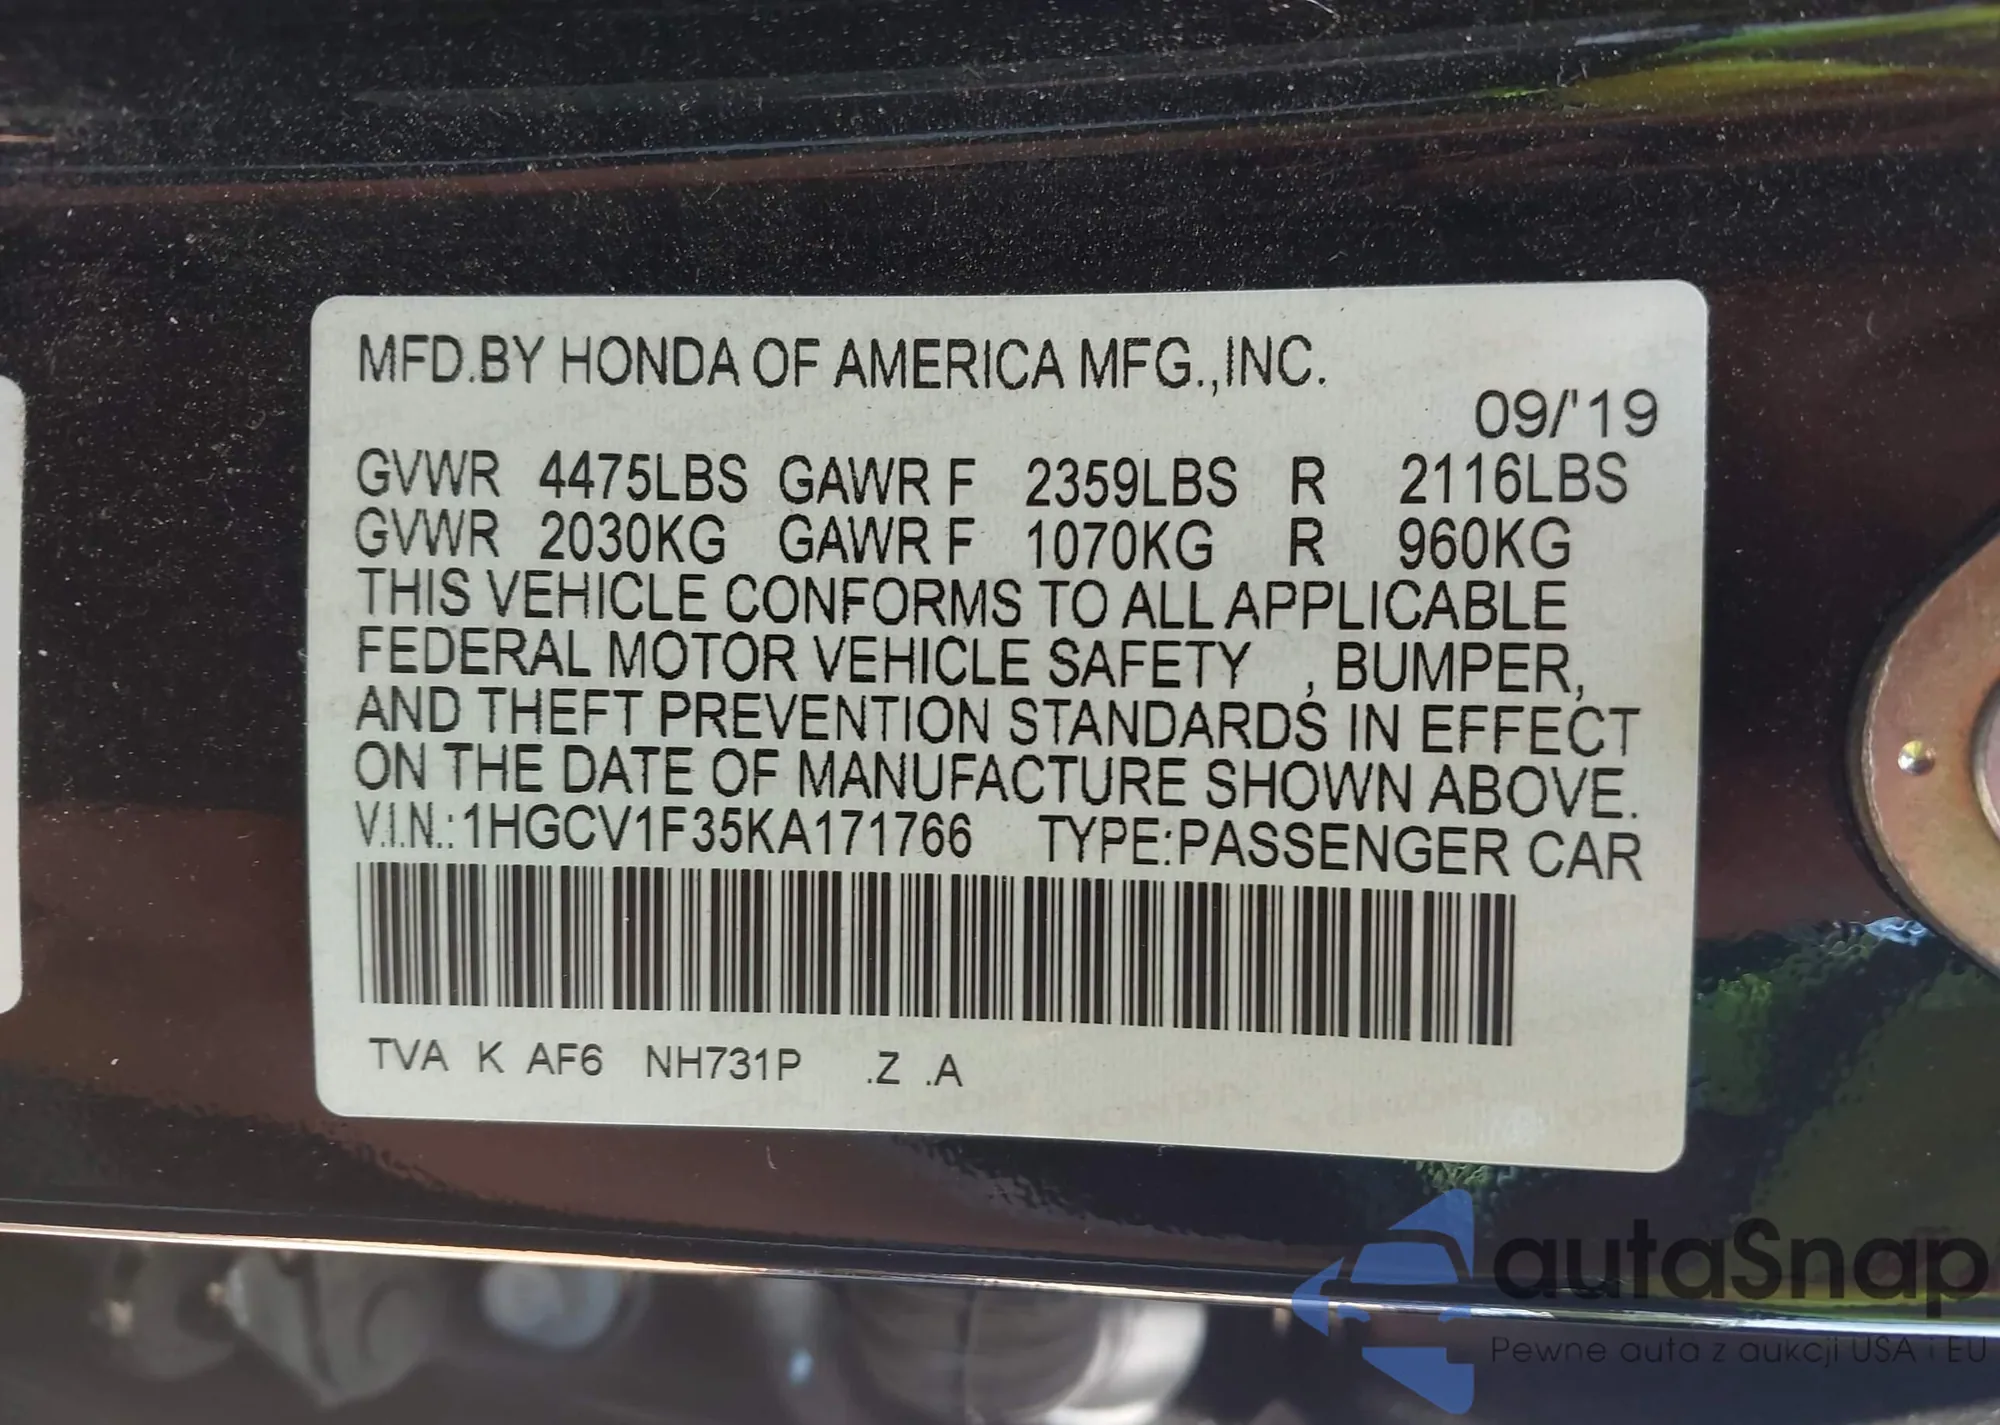 MFD.BY HONDA OF AMERICA MFG.,INC.
09/'19
GVWR 4475LBS GAWR F 2359LBS R 2116LBS
GVWR 2030KG GAWR F 1070KG R 960KG
THIS VEHICLE CONFORMS TO ALL APPLICABLE
FEDERAL MOTOR VEHICLE SAFETY , BUMPER,
AND THEFT PREVENTION STANDARDS IN EFFECT
ON THE DATE OF MANUFACTURE SHOWN ABOVE.
V.I.N.:1HGCV1F35KA171766 TYPE:PASSENGER CAR
TVA K AF6 NH731P .Z .A
autaSnap
Pewne auta z aukcji USA i EU